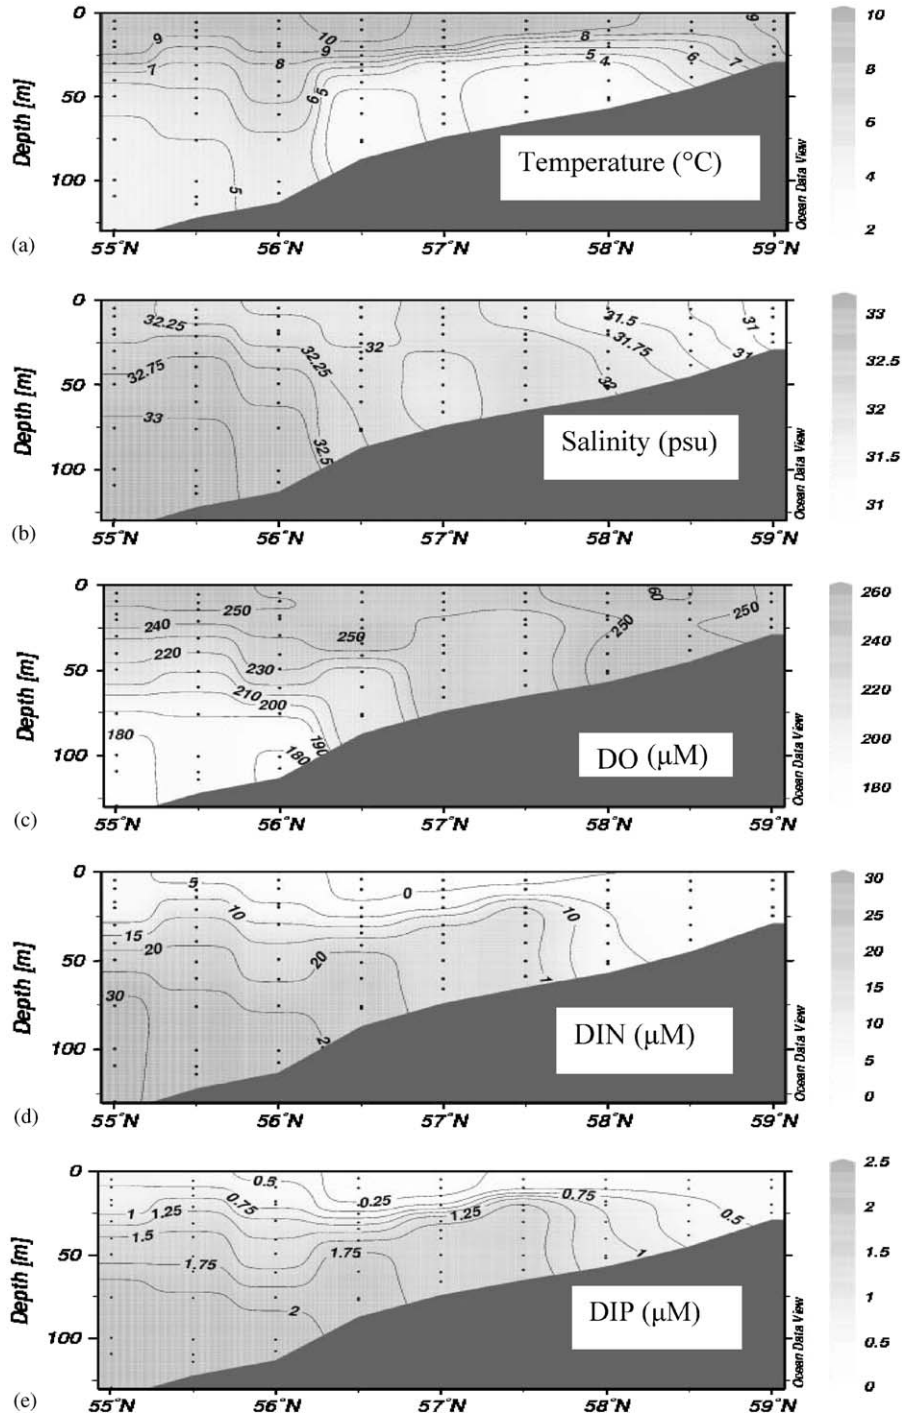 0
50
100
Depth [m]
9
7
10
9
8
6
5
5
8
5
4
6
7
9
Temperature (°C)
Ocean Data View
10
8
6
4
2
(a)
55°N
56°N
57°N
58°N
59°N
0
50
100
Depth [m]
32.25
32.75
33
32.25
32
32.5
31.5
31.75
32
31
31
Salinity (psu)
33
32.5
32
31.5
31
(b)
55°N
56°N
57°N
58°N
59°N
0
50
100
Depth [m]
250
240
220
230
210
200
190
180
180
250
250
60
250
DO (μM)
Ocean Data View
260
240
220
200
180
(c)
55°N
56°N
57°N
58°N
59°N
0
50
100
Depth [m]
5
10
15
20
30
20
2
0
10
1
DIN (μM)
Ocean Data View
30
25
20
15
10
5
0
(d)
55°N
56°N
57°N
58°N
59°N
0
50
100
Depth [m]
0.5
0.25
0.75
1
1.25
1.5
1.75
1.75
2
1.25
0.75
0.5
1
DIP (μM)
Ocean Data View
2.5
2
1.5
1
0.5
0
(e)
55°N
56°N
57°N
58°N
59°N